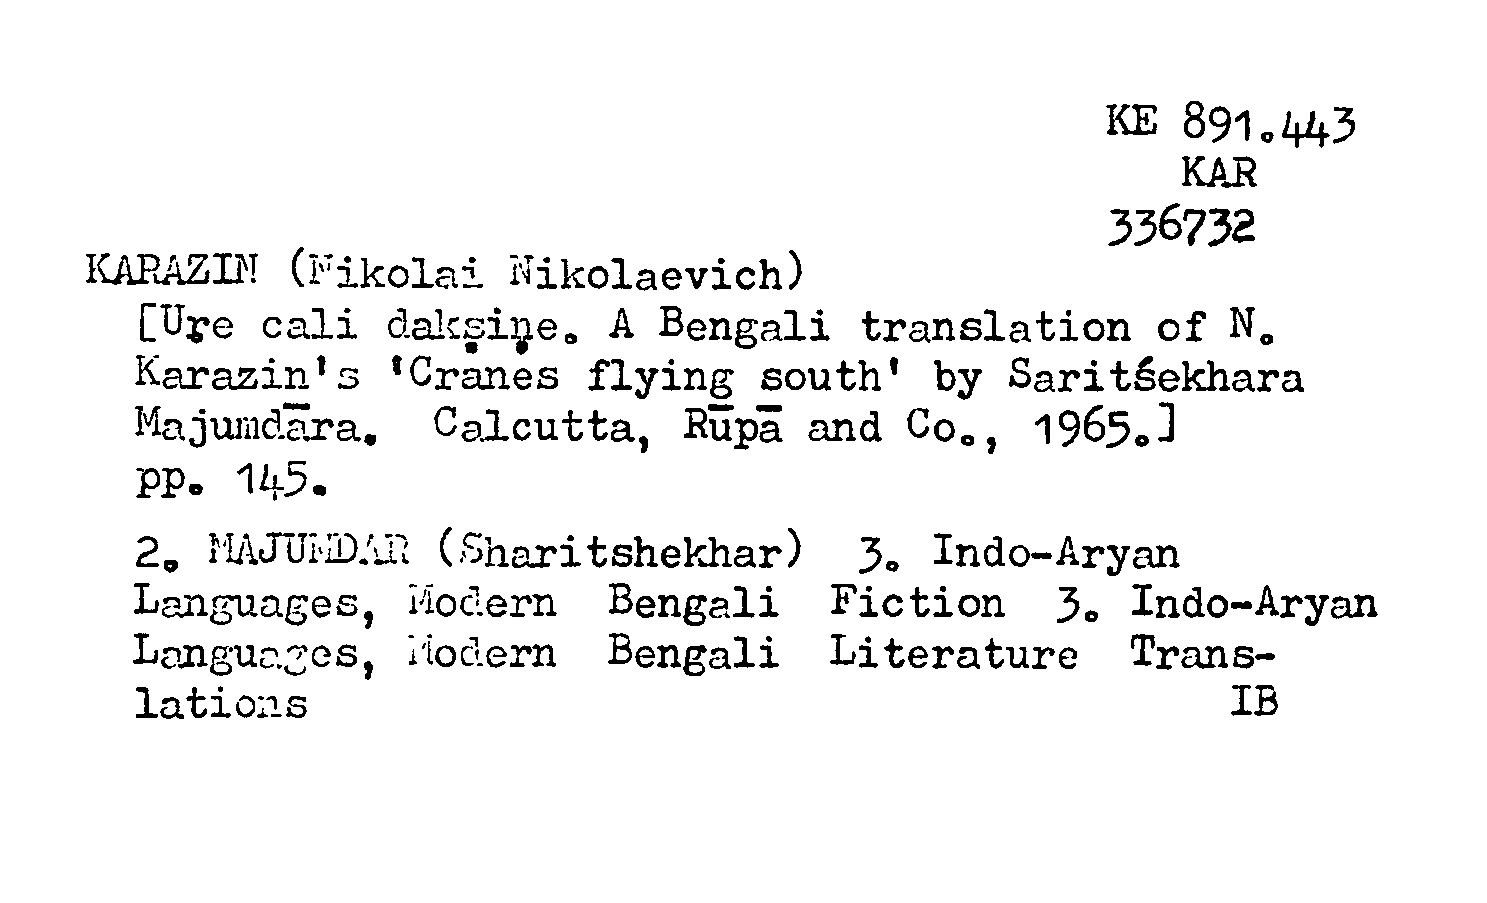 KE 891.443
KAR
336732
KARAZIN (Nikolai Nikolaevich)
[Uṛe cali dakṣiṇe. A Bengali translation of N.
Karazin's 'Cranes flying south' by Saritśekhara
Majumdāra. Calcutta, Rūpā and Co., 1965.]
pp. 145.
2. MAJUMDAR (Sharitshekhar) 3. Indo-Aryan
Languages, Modern Bengali Fiction 3. Indo-Aryan
Languages, Modern Bengali Literature Trans-
lations IB